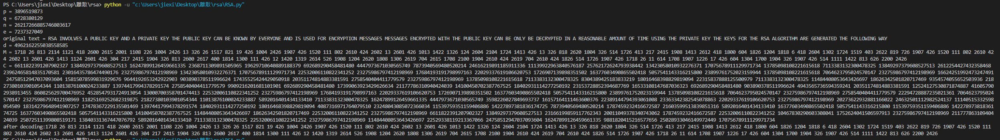 PS C:\Users\jiexi\Desktop\離散\rsa> python -u "c:\Users\jiexi\Desktop\離散\rsa\RSA.py"
p = 3896519873
q = 6728380129
n = 26217266885746803617
e = 7237327049
original text = RSA INVOLVES A PUBLIC KEY AND A PRIVATE KEY THE PUBLIC KEY CAN BE KNOWN BY EVERYONE AND IS USED FOR ENCRYPTION MESSAGES MESSAGES ENCRYPTED WITH THE PUBLIC KEY CAN BE ONLY BE DECRYPTED IN A REASONABLE AMOUNT OF TIME USING THE PRIVATE KEY THE KEYS FOR THE RSA ALGORITHM ARE GENERATED THE FOLLOWING WAY
d = 4962162255038558585
M = 1718 26 813 2114 1121 418 2600 2615 2001 1108 226 1004 2426 13 326 26 1517 821 19 426 1004 2426 1907 426 1520 111 802 2610 424 2602 13 2601 426 1013 1422 1326 124 2604 2104 1724 1413 426 13 326 818 2620 1804 326 514 1726 413 217 2415 1908 1413 2612 418 1800 604 1826 1204 1818 6 418 2604 1302 1724 1519 403 2622 819 726 1907 426 1520 111 802 2610 42
4 2602 13 2601 426 1413 1124 2601 426 304 217 2415 1904 326 813 2600 2617 400 1814 1300 111 426 12 1420 1319 2614 526 1908 1204 2620 1808 1306 2619 704 2615 1708 2100 1904 2610 424 2619 704 2610 424 1826 514 1726 1907 426 1718 26 11 614 1708 1907 1226 17 426 604 1304 1700 1904 326 1907 426 514 1111 1422 813 626 2200 2426
C = 6611822391207902327 13849297379608527513 16247899126459661335 2368711309891505965 1962971064088918­8379 6926892904584814­80 4447973671030565749 7873940569480520214 24616219891185911336 11139922963840576187 25762172624793938442 13423058010932276371 17075678911129971734 13785098108221615618 7113383132300478325 13849297379608527513 2612254427432358468
23962465814835170581 23016435786474490176 23275986797412198969 13423058010932276371 17075678911129971734 22532006110822341252 23275986797412198969 17684193191798997163 22029337619106620753 1726907139898351502 16377603490865502418 5057541143316215800 23899761752023159944 13785098108221615618 7064623795024570147 23275986797412198969 16624251992473247491
24758512947037093604 15815078599831929676 9644192653242922903 9038903785119966­24 17435525424429050918 20351174814883381591 2758540404411779579 23275986797412198969 13785098108221615618 7113383132300478325 8304389425183833219 18016468398829819094 2231583788812550­0979 7113383132300478325 11484408053643426697 18626342501820717469 9354574055652503936 218
27380103901054344 11013876100024233887 13974417994378291574 2758540404411779579 9909216201681101901 692689290458481480 17399063923429626634 21177786310940424039 14100450702387767525 18402931114277250192 23153728852394687769 16533108147687036323 692689290458481480 903890378511996624 4943565736594359241 20351174814883381591 12524127530871874887 41605790
2938913455 8608256297004769­52 4528547931724913054 13000700358701474413 22532006110822341252 23275986797412198969 17684193191798997163 22029337619106620753 1726907139898351502 16377603490865502418 5057541143316215800 23899761752023159944 13785098108221615618 7064623795024570147 23275986797412198969 2758540404411779579 22294728887235021361 7064623795024
570147 23275986797412198969 11825169252682319875 21827380103901054344 11013876100024233887 5892016401434133410 7113383132300478325 16247899126459661335 4447973671030565749 3598226027849693737 16157164111463600376 22389144794393061008 23363342382545078863 22029337619106620753 23275986797412198969 20273622932881166022 24632501112982524137 11140515332598
054509 18314279648941907257 17478367229135501469 13974417994378291574 18402931114277250192 18016468398829819094 4087316971764079510 23248043085072366034 11539759351159406886 14227897381836174725 7873940569480520214 17874592324166725­87 21603599513839851316 5892016401434133410 16377603490865502418 5057541143316215800 11539759351159406886 142278973818361
74725 16377603490865502418 5057541143316215800 14100450702387767525 11484408053643426697 18626342501820717469 22532006110822341252 23275986797412198969 6611822391207902327 13849297379608527513 23166199859117762343 20011049378340743062 1787459232416672587 22532006110822341252 10467830290603308041 17526240415065975­13 23275986797412198969 211777863109404
24039 25072511399808519171 13840331367447076792 5892016401434133410 7113383132300478325 22532006110822341252 23275986797412198969 11484408053643426697 22529338119213367066 24758512947037093604 16247899126459661335 9881820415216577656 25028933046149972449 17075678911129971734
after decoding:1718 26 813 2114 1121 418 2600 2615 2001 1108 226 1004 2426 13 326 26 1517 821 19 426 1004 2426 1907 426 1520 111 802 2610 424 2602 13 2601 426 1013 1422 1326 124 2604 2104 1724 1413 426 13 326 818 2620 1804 326 514 1726 413 217 2415 1908 1413 2612 418 1800 604 1826 1204 1818 6 418 2604 1302 1724 1519 403 2622 819 726 1907 426 1520 111
802 2610 424 2602 13 2601 426 1413 1124 2601 426 304 217 2415 1904 326 813 2600 2617 400 1814 1300 111 426 12 1420 1319 2614 526 1908 1204 2620 1808 1306 2619 704 2615 1708 2100 1904 2610 424 2619 704 2610 424 1826 514 1726 1907 426 1718 26 11 614 1708 1907 1226 17 426 604 1304 1700 1904 326 1907 426 514 1111 1422 813 626 2200 2426
PS C:\Users\jiexi\Desktop\離散\rsa> python -u "c:\Users\jiexi\Desktop\離散\rsa\RSA.py"